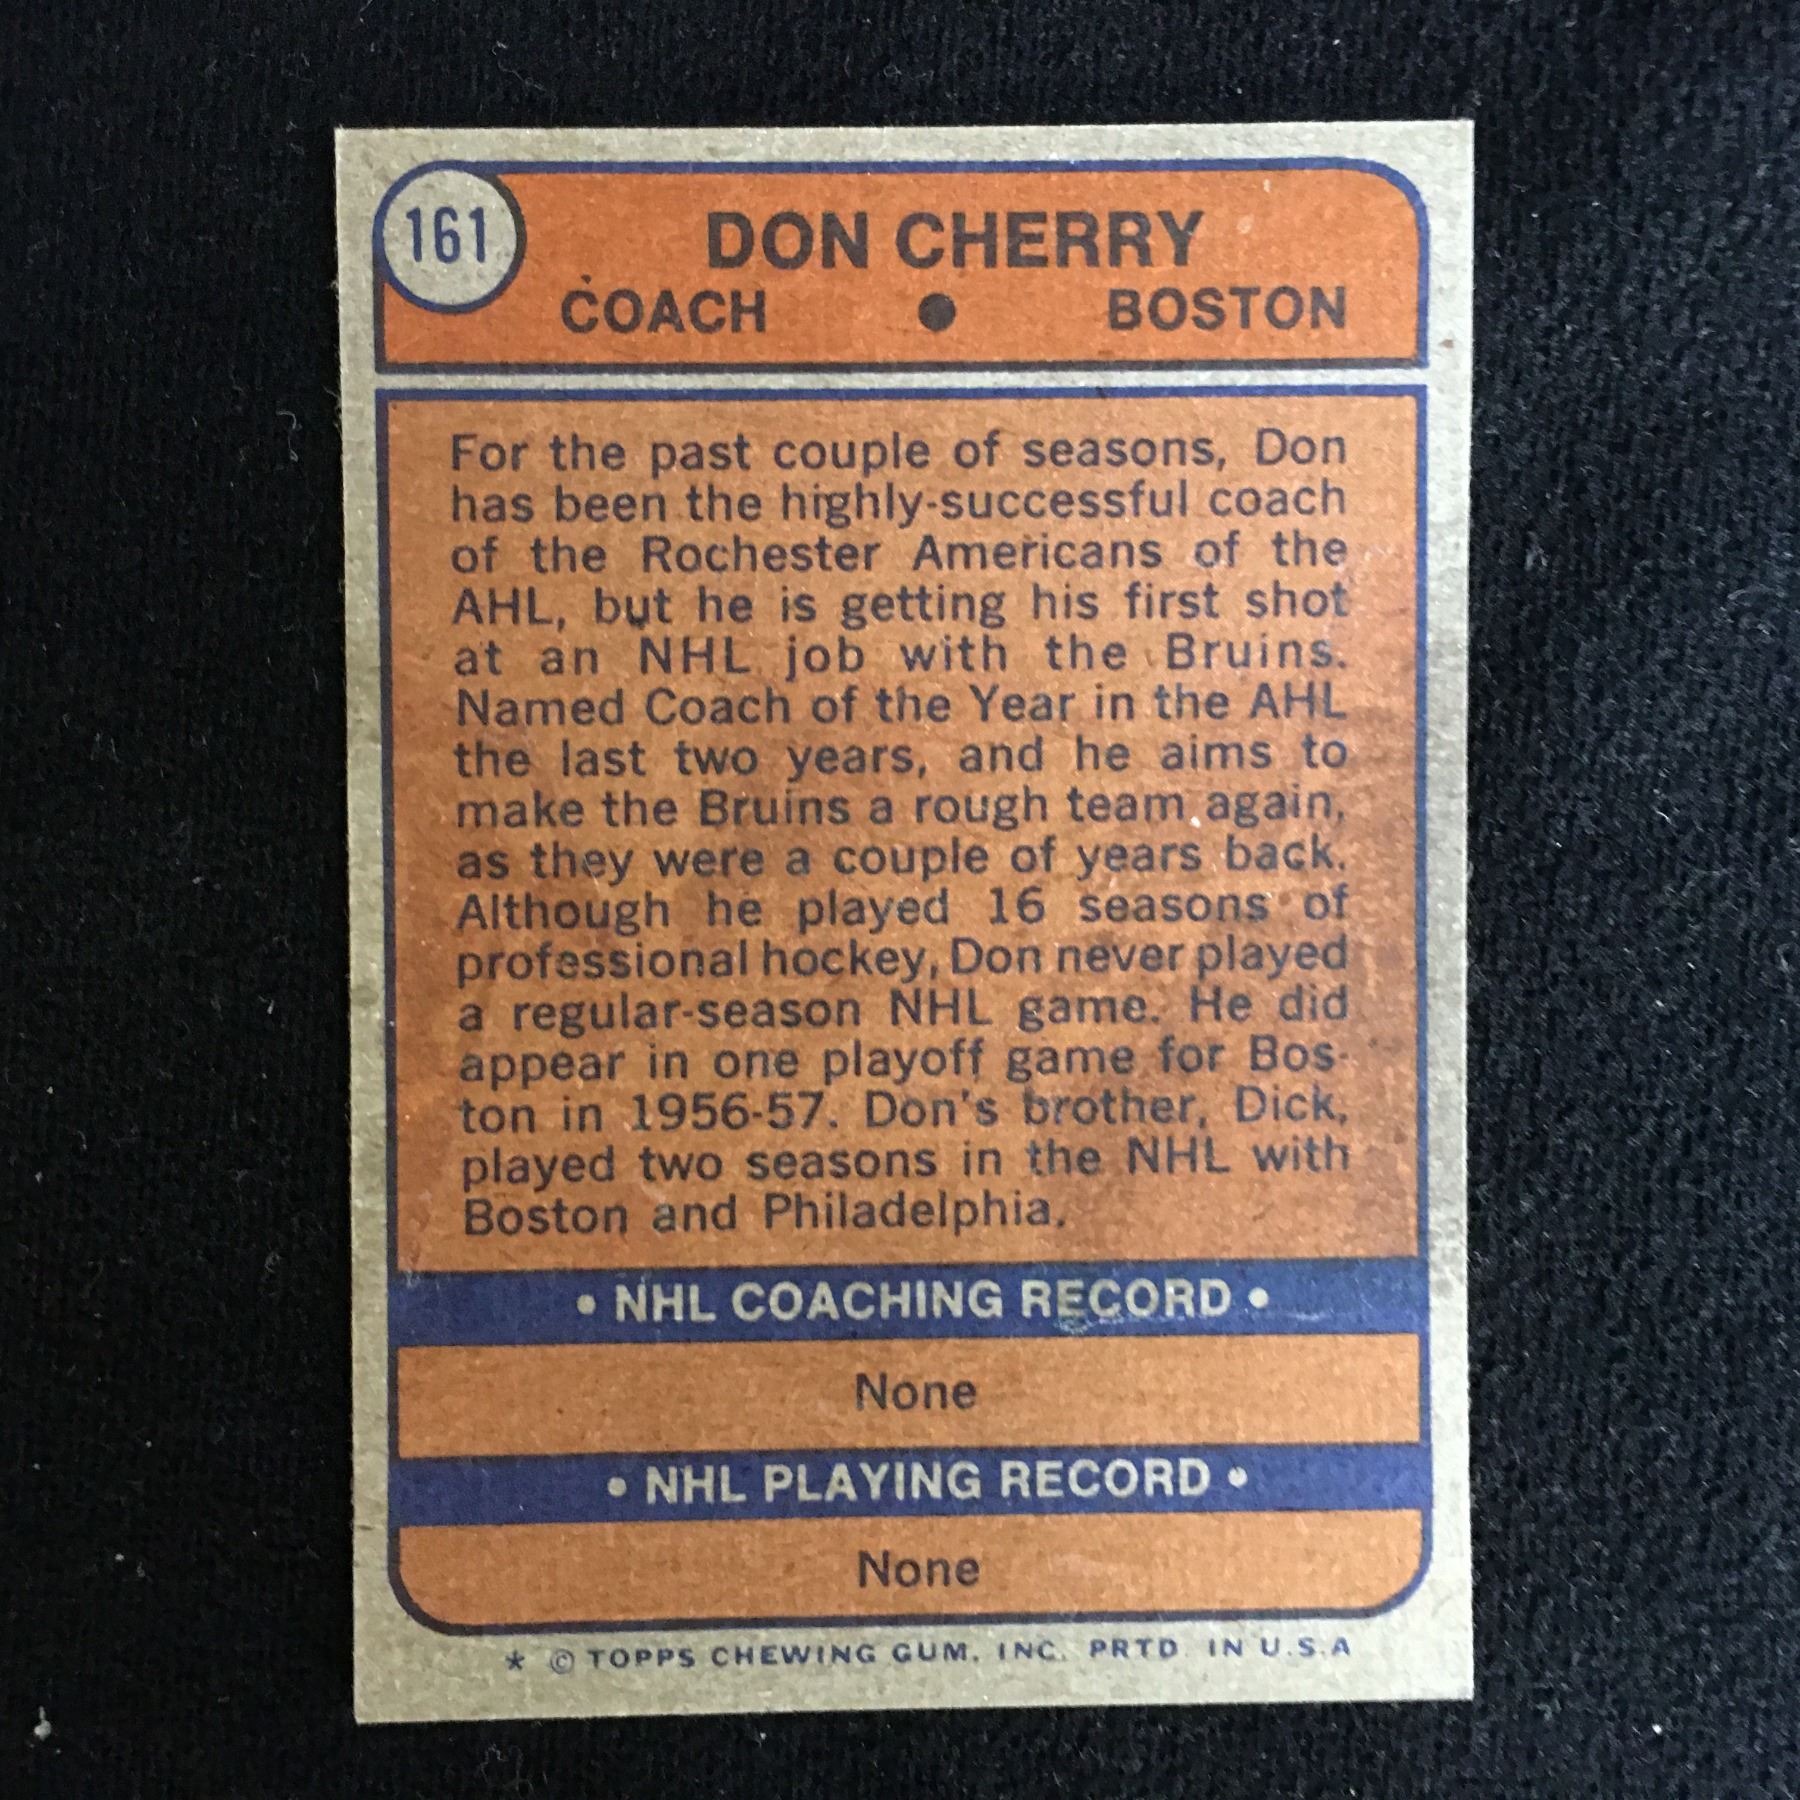 161
DON CHERRY
COACH ● BOSTON
For the past couple of seasons, Don
has been the highly-successful coach
of the Rochester Americans of the
AHL, but he is getting his first shot
at an NHL job with the Bruins.
Named Coach of the Year in the AHL
the last two years, and he aims to
make the Bruins a rough team again,
as they were a couple of years back.
Although he played 16 seasons of
professional hockey, Don never played
a regular-season NHL game. He did
appear in one playoff game for Bos-
ton in 1956-57. Don's brother, Dick,
played two seasons in the NHL with
Boston and Philadelphia.
• NHL COACHING RECORD •
None
• NHL PLAYING RECORD •
None
* © TOPPS CHEWING GUM, INC. PRTD. IN U.S.A